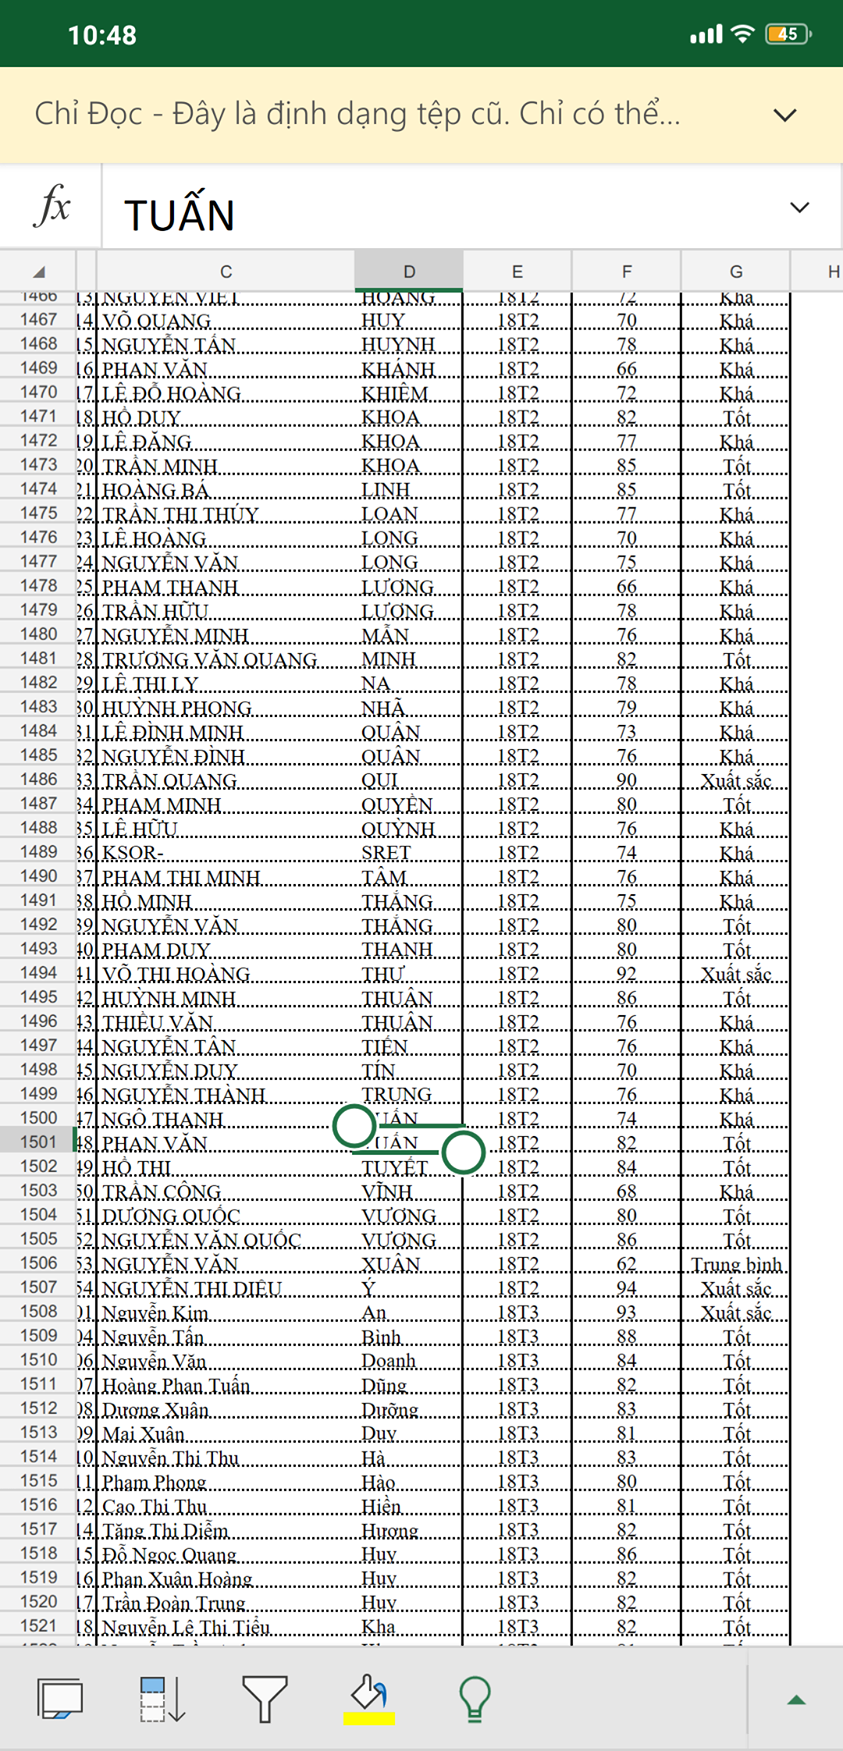 10:48
45
Chỉ Đọc - Đây là định dạng tệp cũ. Chỉ có thể...
fx TUẤN
C D E F G H
1466 13 NGUYỄN VIẾT HOÀNG 18T2 72 Khá
1467 14 VÕ QUANG HUY 18T2 70 Khá
1468 15 NGUYỄN TẤN HUYNH 18T2 78 Khá
1469 16 PHAN VĂN KHÁNH 18T2 66 Khá
1470 17 LÊ ĐỖ HOÀNG KHIÊM 18T2 72 Khá
1471 18 HỒ DUY KHOA 18T2 82 Tốt
1472 19 LÊ ĐĂNG KHOA 18T2 77 Khá
1473 20 TRẦN MINH KHOA 18T2 85 Tốt
1474 21 HOÀNG BÁ LINH 18T2 85 Tốt
1475 22 TRẦN THỊ THÚY LOAN 18T2 77 Khá
1476 23 LÊ HOÀNG LONG 18T2 70 Khá
1477 24 NGUYỄN VĂN LONG 18T2 75 Khá
1478 25 PHẠM THANH LƯƠNG 18T2 66 Khá
1479 26 TRẦN HỮU LƯƠNG 18T2 78 Khá
1480 27 NGUYỄN MINH MẪN 18T2 76 Khá
1481 28 TRƯƠNG VĂN QUANG MINH 18T2 82 Tốt
1482 29 LÊ THỊ LY NA 18T2 78 Khá
1483 30 HUỲNH PHONG NHÃ 18T2 79 Khá
1484 31 LÊ ĐÌNH MINH QUÂN 18T2 73 Khá
1485 32 NGUYỄN ĐÌNH QUÂN 18T2 76 Khá
1486 33 TRẦN QUANG QUI 18T2 90 Xuất sắc
1487 34 PHẠM MINH QUYỀN 18T2 80 Tốt
1488 35 LÊ HỮU QUỲNH 18T2 76 Khá
1489 36 KSOR- SRET 18T2 74 Khá
1490 37 PHẠM THỊ MINH TÂM 18T2 76 Khá
1491 38 HỒ MINH THẮNG 18T2 75 Khá
1492 39 NGUYỄN VĂN THẮNG 18T2 80 Tốt
1493 40 PHẠM DUY THANH 18T2 80 Tốt
1494 41 VÕ THỊ HOÀNG THƯ 18T2 92 Xuất sắc
1495 42 HUỲNH MINH THUẬN 18T2 86 Tốt
1496 43 THIỀU VĂN THUẬN 18T2 76 Khá
1497 44 NGUYỄN TÂN TIẾN 18T2 76 Khá
1498 45 NGUYỄN DUY TÍN 18T2 70 Khá
1499 46 NGUYỄN THÀNH TRUNG 18T2 76 Khá
1500 47 NGÔ THANH UẤN 18T2 74 Khá
1501 48 PHAN VĂN TUẤN 18T2 82 Tốt
1502 49 HỒ THỊ TUYẾT 18T2 84 Tốt
1503 50 TRẦN CÔNG VĨNH 18T2 68 Khá
1504 51 DƯƠNG QUỐC VƯƠNG 18T2 80 Tốt
1505 52 NGUYỄN VĂN QUỐC VƯƠNG 18T2 86 Tốt
1506 53 NGUYỄN VĂN XUÂN 18T2 62 Trung bình
1507 54 NGUYỄN THỊ DIỆU Ý 18T2 94 Xuất sắc
1508 01 Nguyễn Kim An 18T3 93 Xuất sắc
1509 04 Nguyễn Tấn Bình 18T3 88 Tốt
1510 06 Nguyễn Văn Doanh 18T3 84 Tốt
1511 07 Hoàng Phan Tuấn Dũng 18T3 82 Tốt
1512 08 Dương Xuân Dưỡng 18T3 83 Tốt
1513 09 Mai Xuân Duy 18T3 81 Tốt
1514 10 Nguyễn Thị Thu Hà 18T3 83 Tốt
1515 11 Phạm Phong Hào 18T3 80 Tốt
1516 12 Cao Thị Thu Hiền 18T3 81 Tốt
1517 14 Tăng Thị Diễm Hương 18T3 82 Tốt
1518 15 Đỗ Ngọc Quang Huy 18T3 86 Tốt
1519 16 Phan Xuân Hoàng Huy 18T3 82 Tốt
1520 17 Trần Đoàn Trung Huy 18T3 82 Tốt
1521 18 Nguyễn Lê Thị Tiểu Kha 18T3 82 Tốt